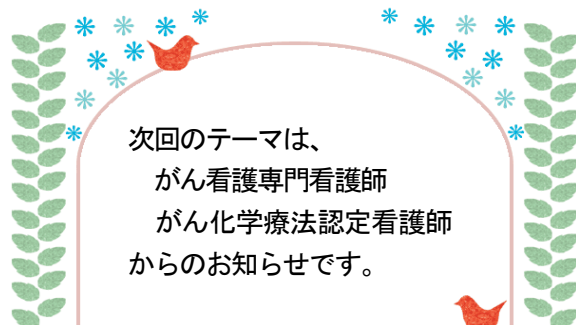 次回のテーマは、
がん看護専門看護師
がん化学療法認定看護師
からのお知らせです。